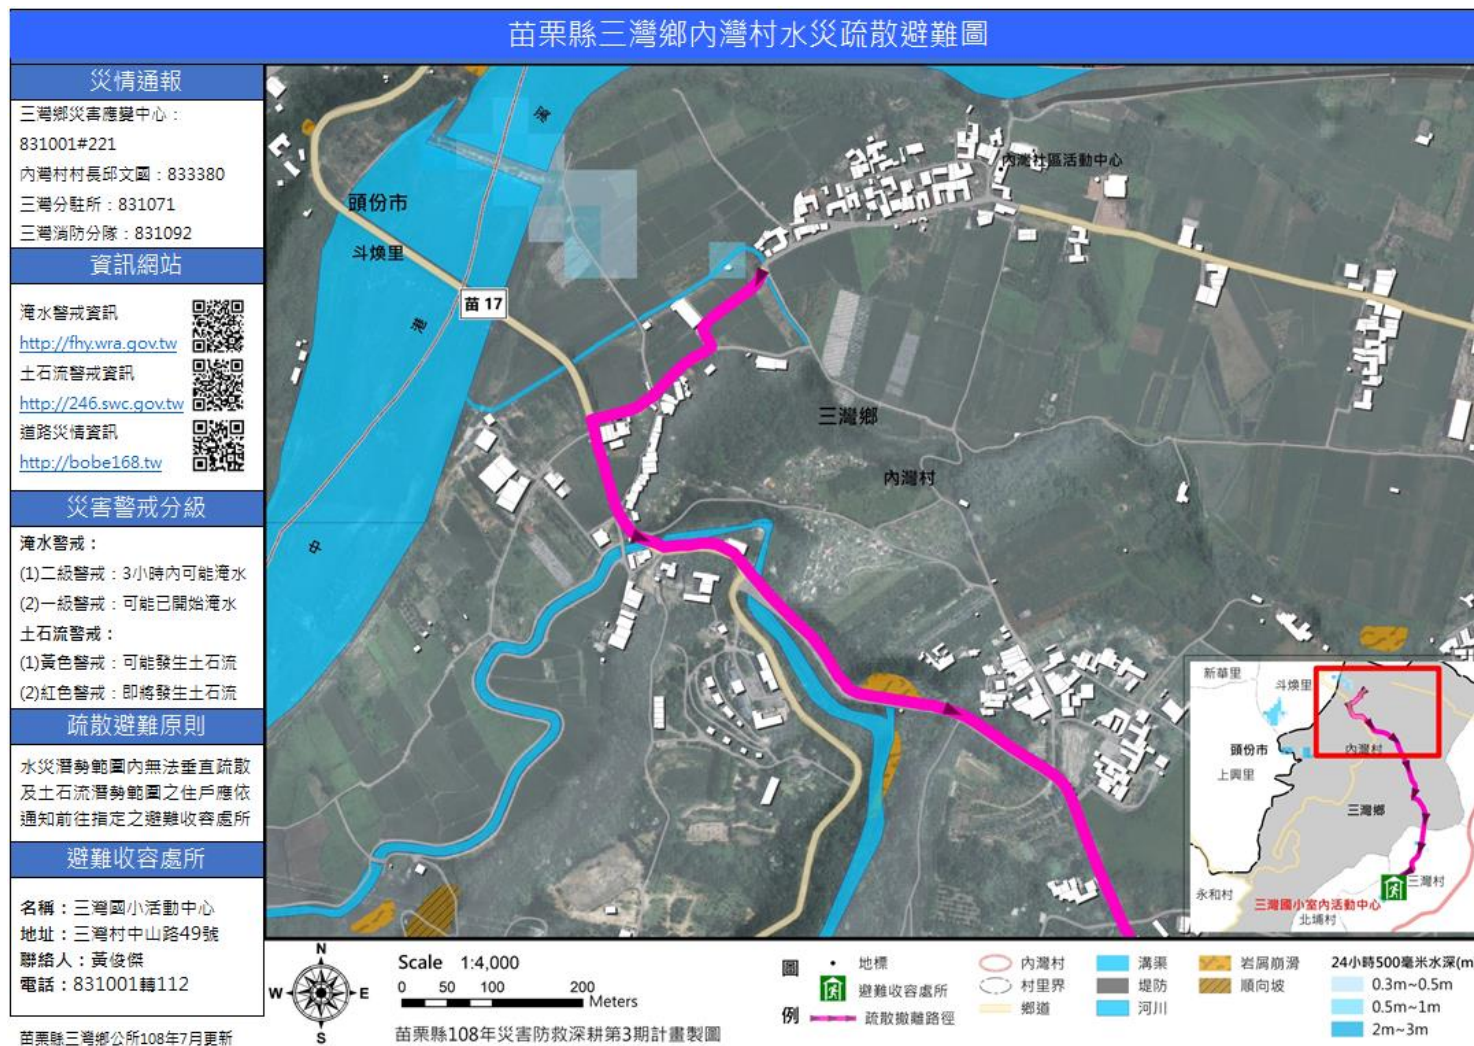 苗栗縣三灣鄉內灣村水災疏散避難圖
災情通報
三灣鄉災害應變中心：
831001#221
內灣村村長邱文國：833380
三灣分駐所：831071
三灣消防分隊：831092
資訊網站
淹水警戒資訊
http://fhy.wra.gov.tw
土石流警戒資訊
http://246.swc.gov.tw
道路災情資訊
http://bobe168.tw
災害警戒分級
淹水警戒：
(1)二級警戒：3小時內可能淹水
(2)一級警戒：可能已開始淹水
土石流警戒：
(1)黃色警戒：可能發生土石流
(2)紅色警戒：即將發生土石流
疏散避難原則
水災潛勢範圍內無法垂直疏散
及土石流潛勢範圍之住戶應依
通知前往指定之避難收容處所
避難收容處所
名稱：三灣國小活動中心
地址：三灣村中山路49號
聯絡人：黃俊傑
電話：831001轉112
苗栗縣三灣鄉公所108年7月更新
溪
內灣社區活動中心
頭份市
斗煥里
苗 17
港
三灣鄉
內灣村
中
新華里
斗煥里
頭份市
內灣村
上興里
三灣鄉
三灣村
永和村
三灣國小室內活動中心
北埔村
N
W
E
S
Scale 1:4,000
0 50 100 200
Meters
苗栗縣108年災害防救深耕第3期計畫製圖
圖
例
地標
避難收容處所
疏散撤離路徑
內灣村
村里界
鄉道
溝渠
堤防
河川
岩屑崩滑
順向坡
24小時500毫米水深(m
0.3m~0.5m
0.5m~1m
2m~3m